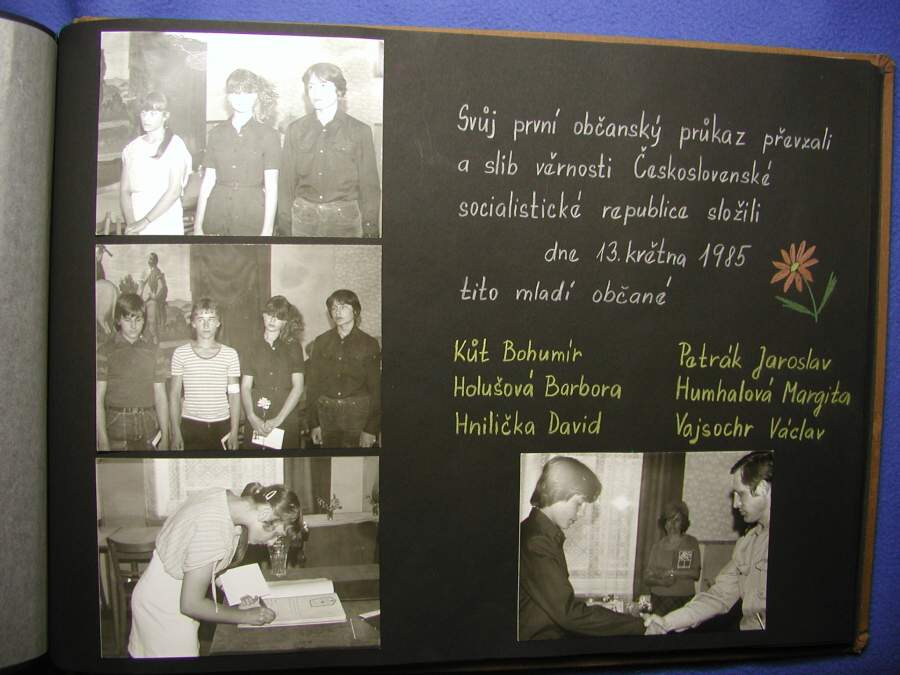 Svůj první občanský průkaz převzali
a slib věrnosti Československé
socialistické republice složili
dne 13. května 1985
tito mladí občané
Kůt Bohumír
Holušová Barbora
Hnilička David
Petrák Jaroslav
Humhalová Margita
Vajsochr Václav